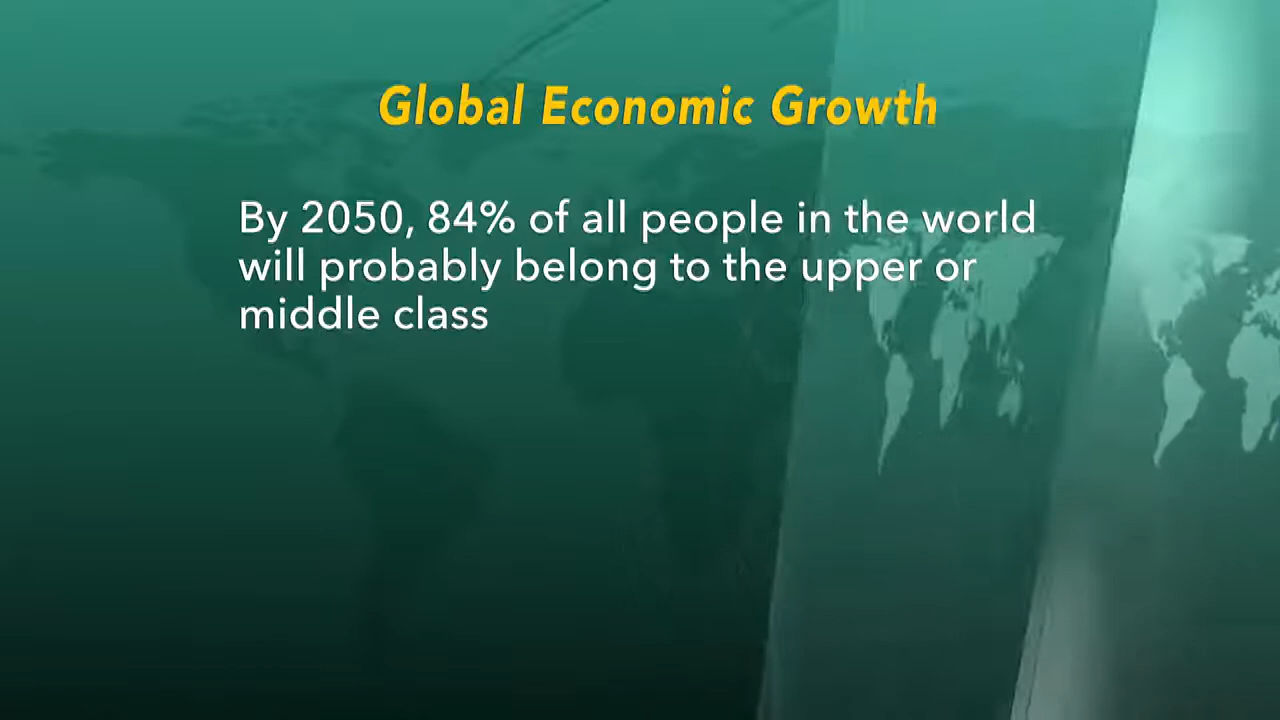 Global Economic Growth
By 2050, 84% of all people in the world
will probably belong to the upper or
middle class